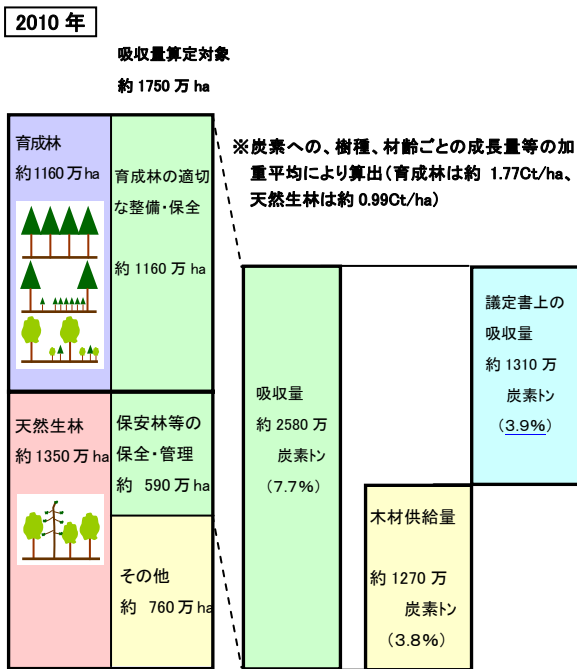 2010 年
吸収量算定対象
約 1750 万 ha
育成林
約1160 万ha
育成林の適切
な整備・保全
約 1160 万 ha
※炭素への、樹種、材齢ごとの成長量等の加
重平均により算出（育成林は約 1.77Ct/ha、
天然生林は約 0.99Ct/ha）
天然生林
約 1350 万 ha
保安林等の
保全・管理
約 590 万 ha
その他
約 760 万 ha
吸収量
約 2580 万
炭素トン
（7.7%）
木材供給量
約 1270 万
炭素トン
（3.8%）
議定書上の
吸収量
約 1310 万
炭素トン
（3.9%）